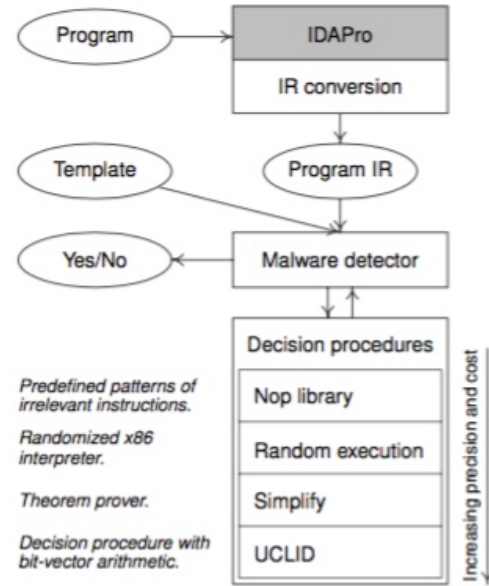 Program
IDAPro
IR conversion
Template
Program IR
Yes/No
Malware detector
Decision procedures
Predefined patterns of
irrelevant instructions.
Nop library
Randomized x86
interpreter.
Random execution
Theorem prover.
Simplify
Decision procedure with
bit-vector arithmetic.
UCLID
Increasing precision and cost